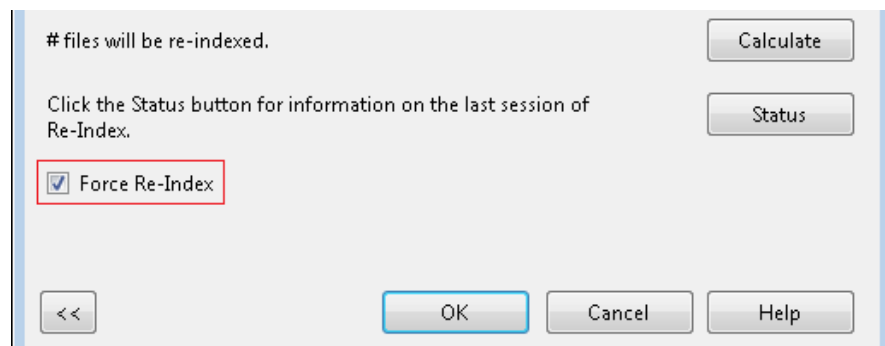 # files will be re-indexed.
Calculate
Click the Status button for information on the last session of
Re-Index.
Status
Force Re-Index
<<
OK
Cancel
Help